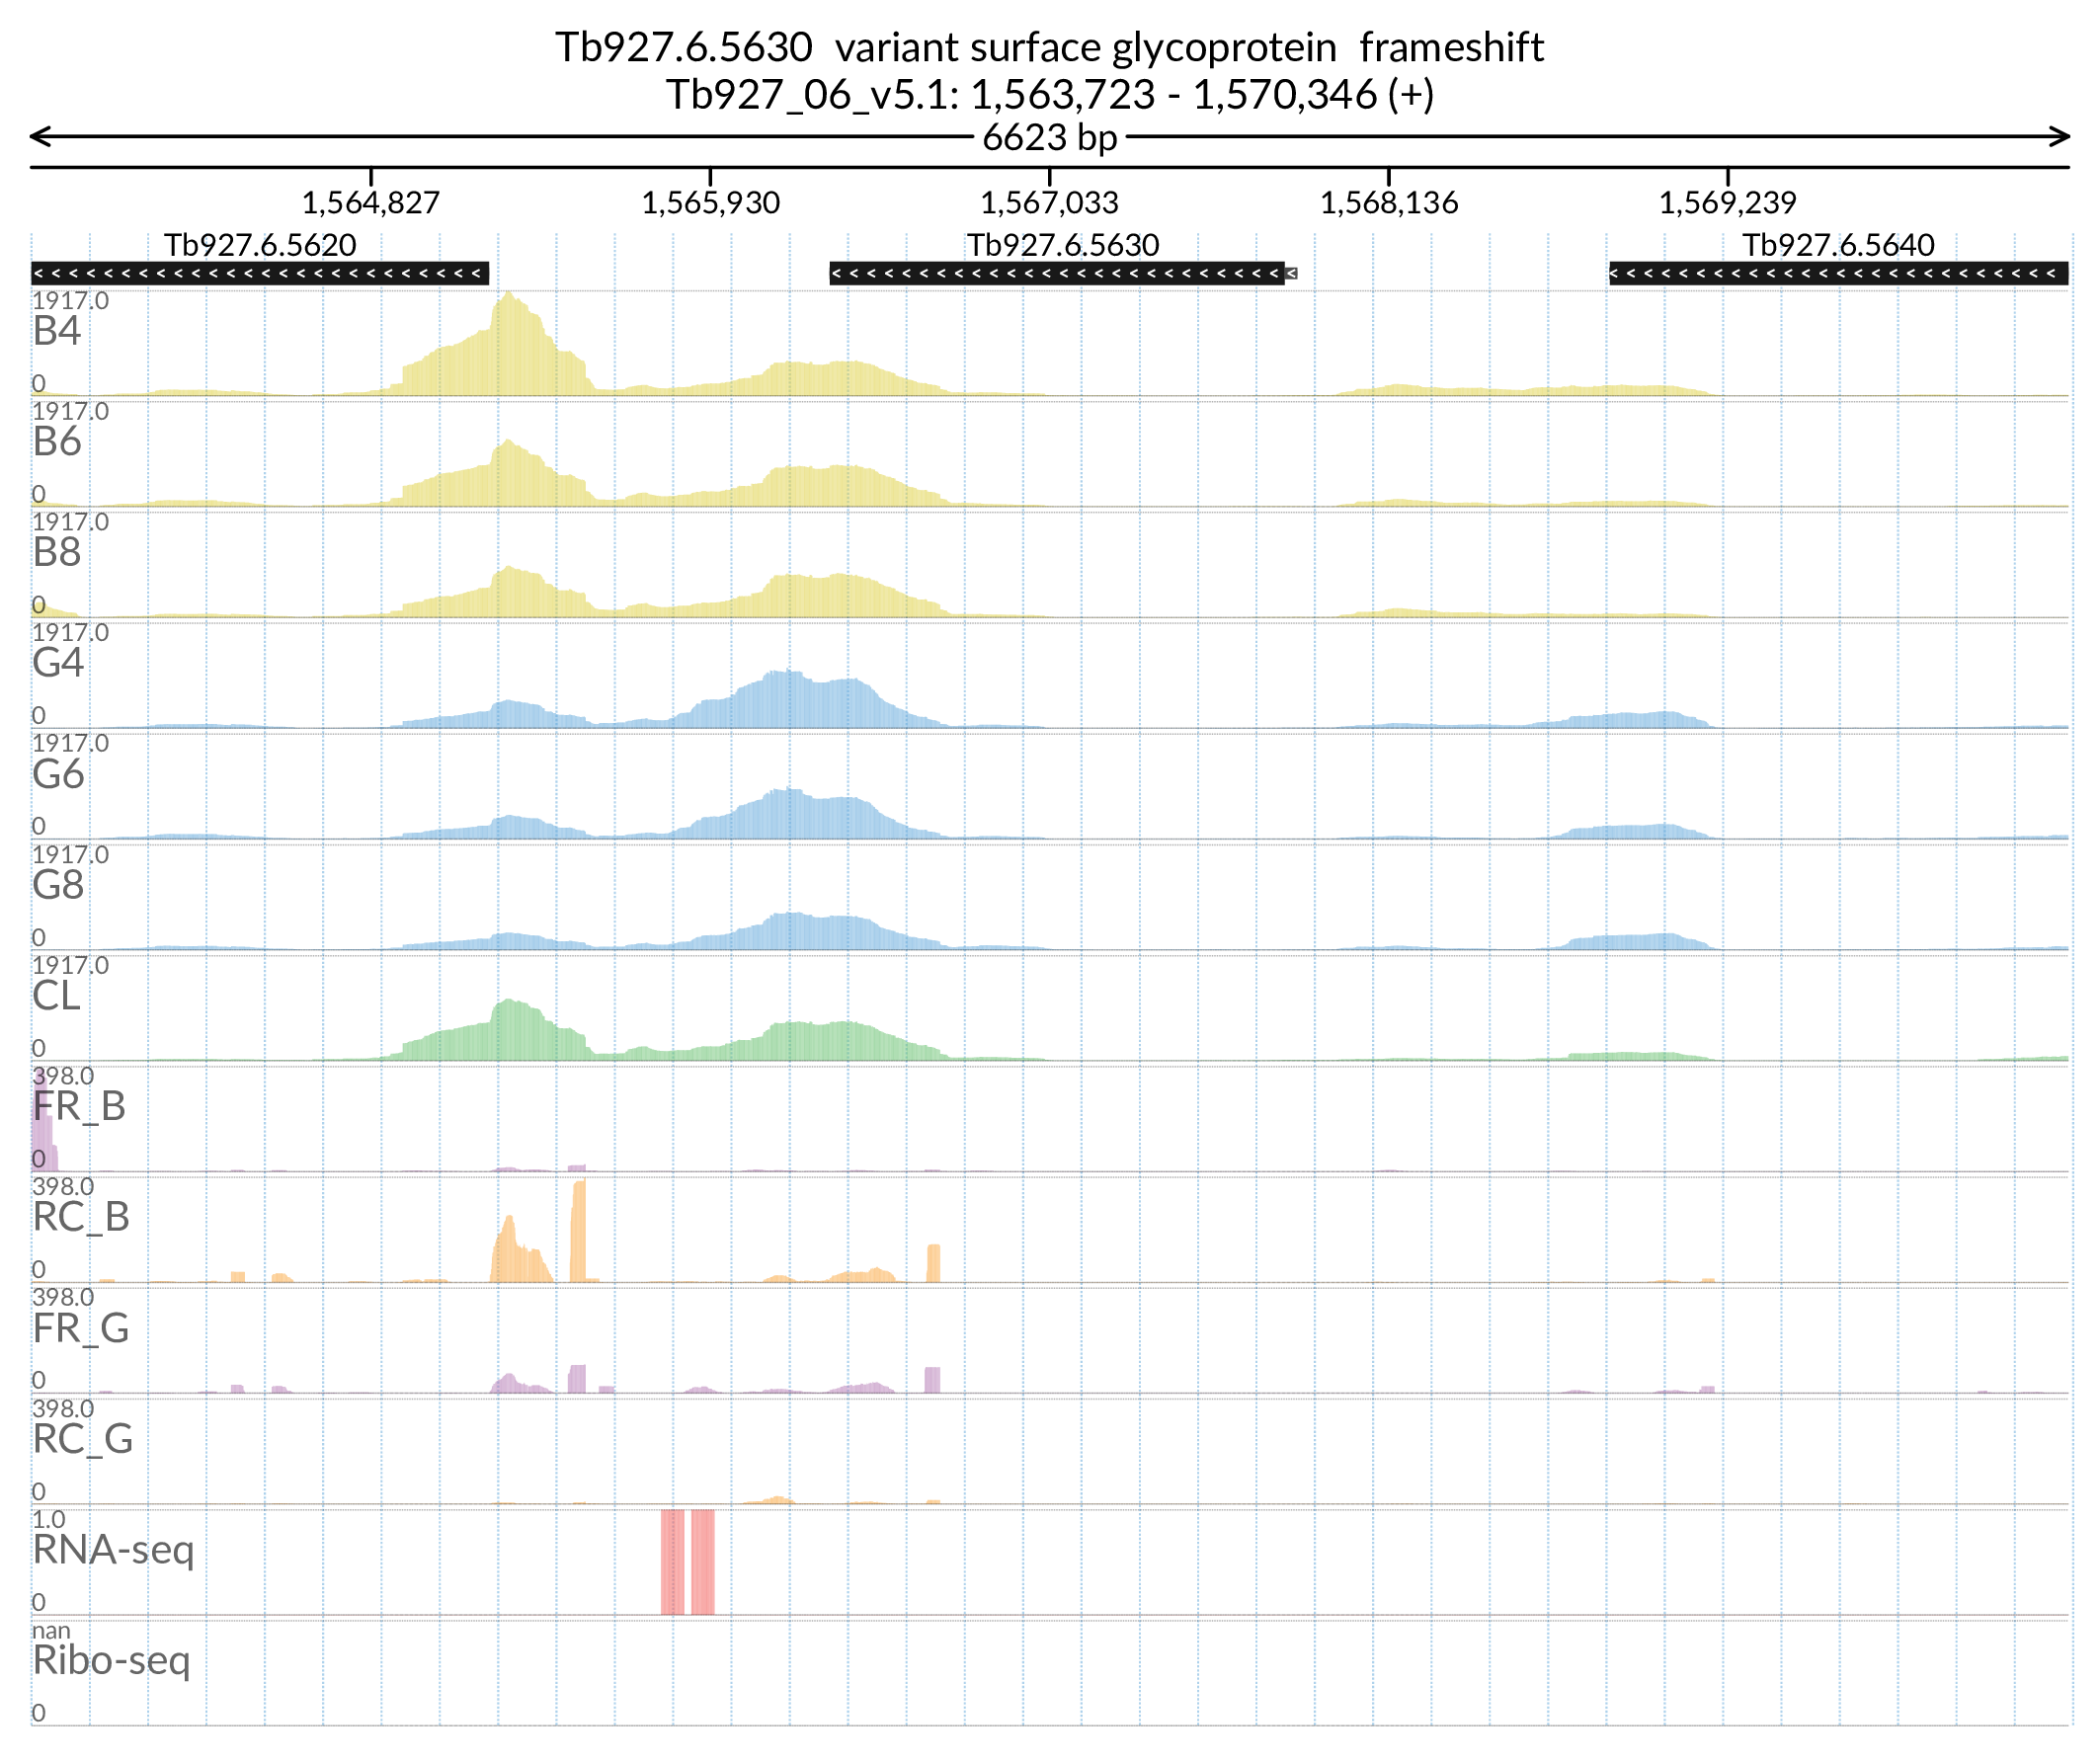 Tb927.6.5630 variant surface glycoprotein frameshift
Tb927_06_v5.1: 1,563,723 - 1,570,346 (+)
6623 bp
1,564,827 1,565,930 1,567,033 1,568,136 1,569,239
Tb927.6.5620 Tb927.6.5630 Tb927.6.5640
1917.0
B4
0
1917.0
B6
0
1917.0
B8
0
1917.0
G4
0
1917.0
G6
0
1917.0
G8
0
1917.0
CL
0
398.0
FR_B
0
398.0
RC_B
0
398.0
FR_G
0
398.0
RC_G
0
1.0
RNA-seq
0
nan
Ribo-seq
0